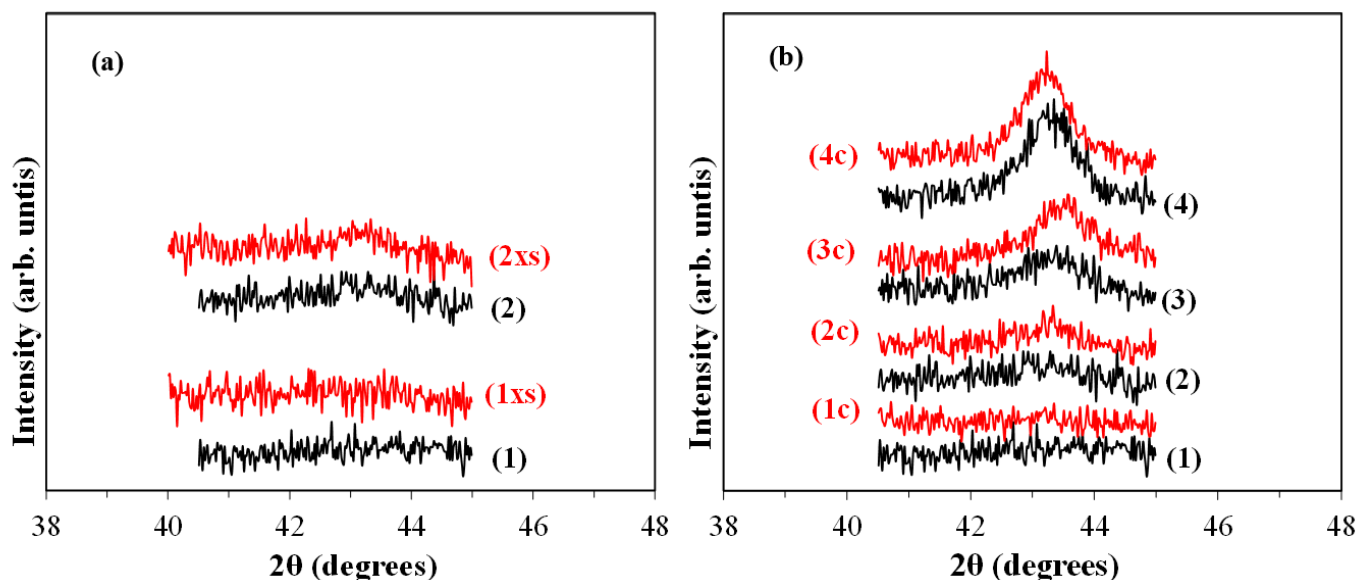 (a)
(2xs)
(2)
(1xs)
(1)
Intensity (arb. untis)
38 40 42 44 46 48
2θ (degrees)
(b)
(4c)
(4)
(3c)
(3)
(2c)
(2)
(1c)
(1)
Intensity (arb. untis)
38 40 42 44 46 48
2θ (degrees)